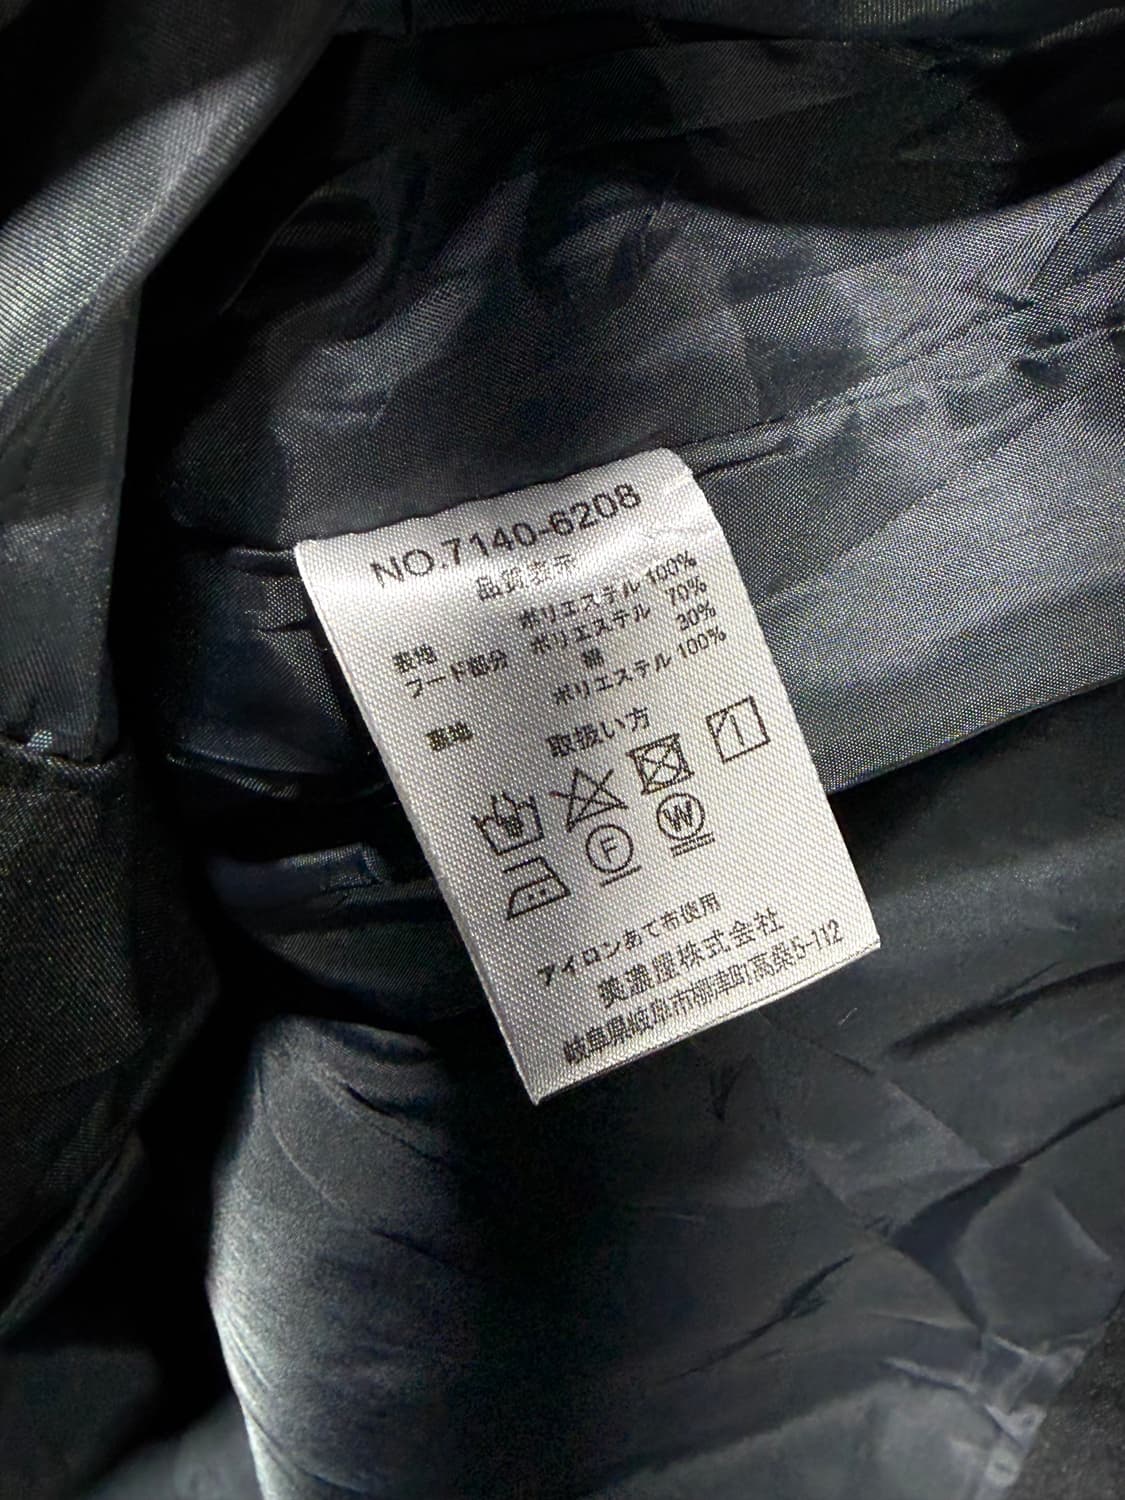 NO.7140-6208
品質表示
表地 ポリエステル 100%
フード部分 ポリエステル 70%
綿 30%
裏地 ポリエステル 100%
取扱い方
F W
アイロンあて布使用
美濃屋株式会社
岐阜県岐阜市柳津町高桑5-112